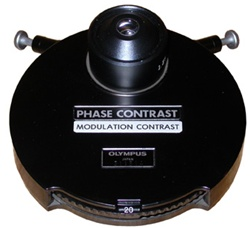 PHASE CONTRAST
MODULATION CONTRAST
OLYMPUS
20